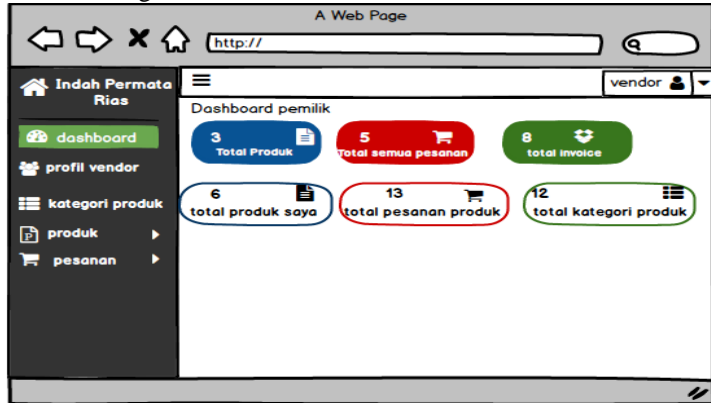 A Web Page
http://
Indah Permata
Rias
vendor
Dashboard pemilik
dashboard
profil vendor
kategori produk
produk
pesanan
3
Total Produk
5
Total semua pesanan
8
total invoice
6
total produk saya
13
total pesanan produk
12
total kategori produk